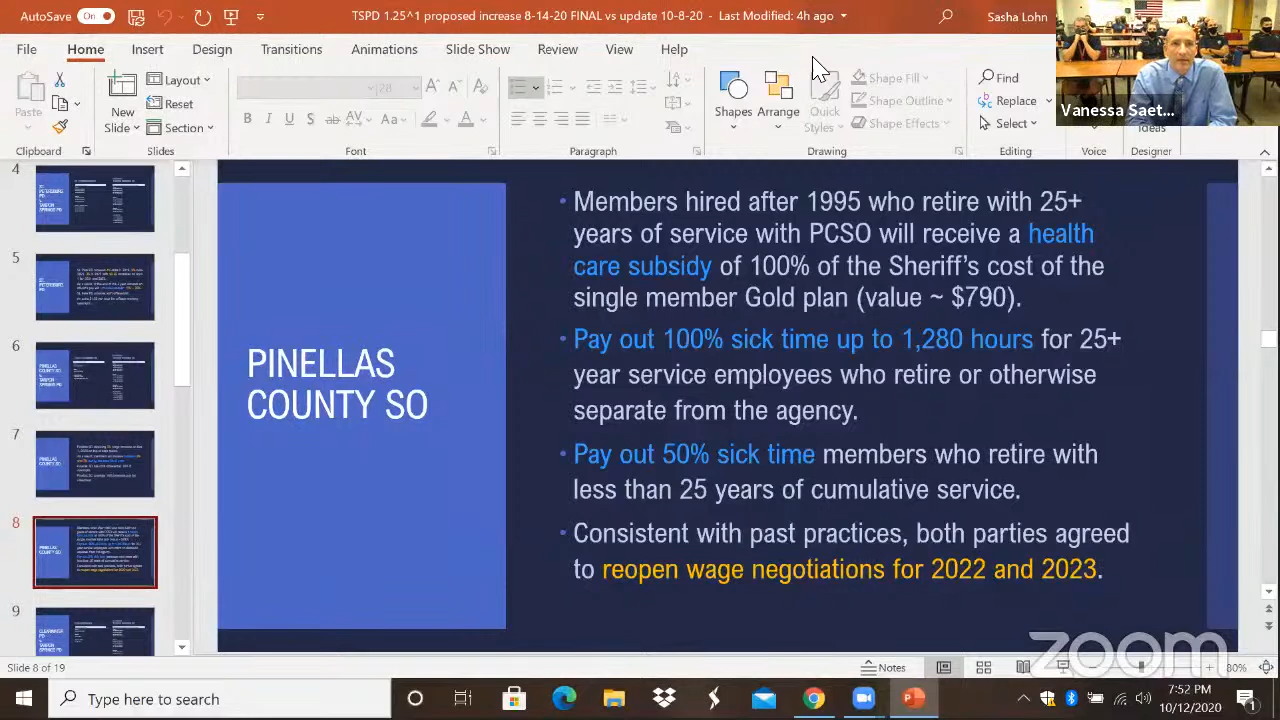 AutoSave On
TSPD 1.25^1 proposed increase 8-14-20 FINAL vs update 10-8-20 - Last Modified: 4h ago
Sasha Lohn
File Home Insert Design Transitions Animations Slide Show Review View Help
Paste
Clipboard
New
Slide
Layout
Reset
Section
Slides
Font
Paragraph
Shapes
Arrange
Quick
Styles
Shape Fill
Shape Outline
Shape Effects
Drawing
Find
Replace
Select
Editing
Voice
Ideas
Designer
Vanessa Saet...
4
5
6
7
8
9
PINELLAS
COUNTY SO
• Members hired after 1995 who retire with 25+
years of service with PCSO will receive a health
care subsidy of 100% of the Sheriff's cost of the
single member Gold plan (value ~ $790).
• Pay out 100% sick time up to 1,280 hours for 25+
year service employees who retire or otherwise
separate from the agency.
• Pay out 50% sick time members who retire with
less than 25 years of cumulative service.
• Consistent with past practices, both parties agreed
to reopen wage negotiations for 2022 and 2023.
zoom
Slide 8 of 19
Notes
80%
Type here to search
7:52 PM
10/12/2020
1